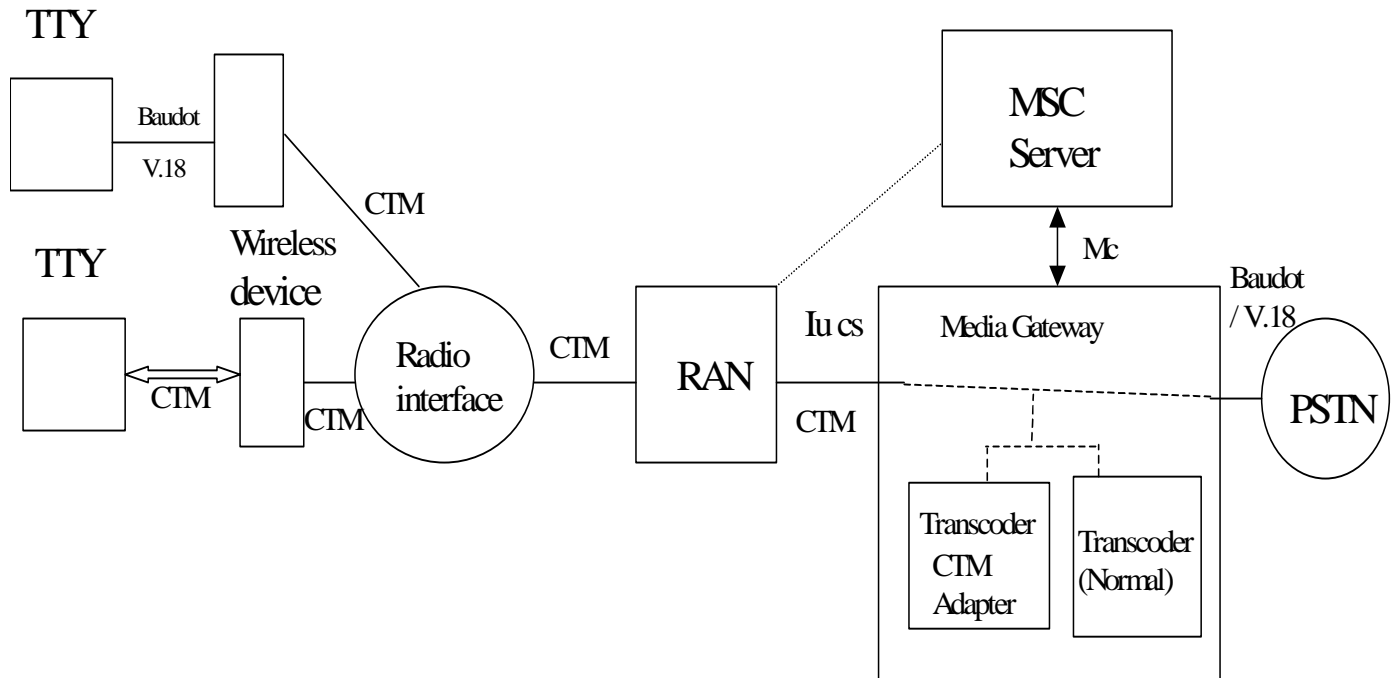 TTY
Baudot
V.18
CTM
Wireless
device
TTY
CTM
CTM
Radio
interface
CTM
RAN
Iu cs
CTM
MSC
Server
Mc
Media Gateway
Baudot
/ V.18
PSTN
Transcoder
CTM
Adapter
Transcoder
(Normal)